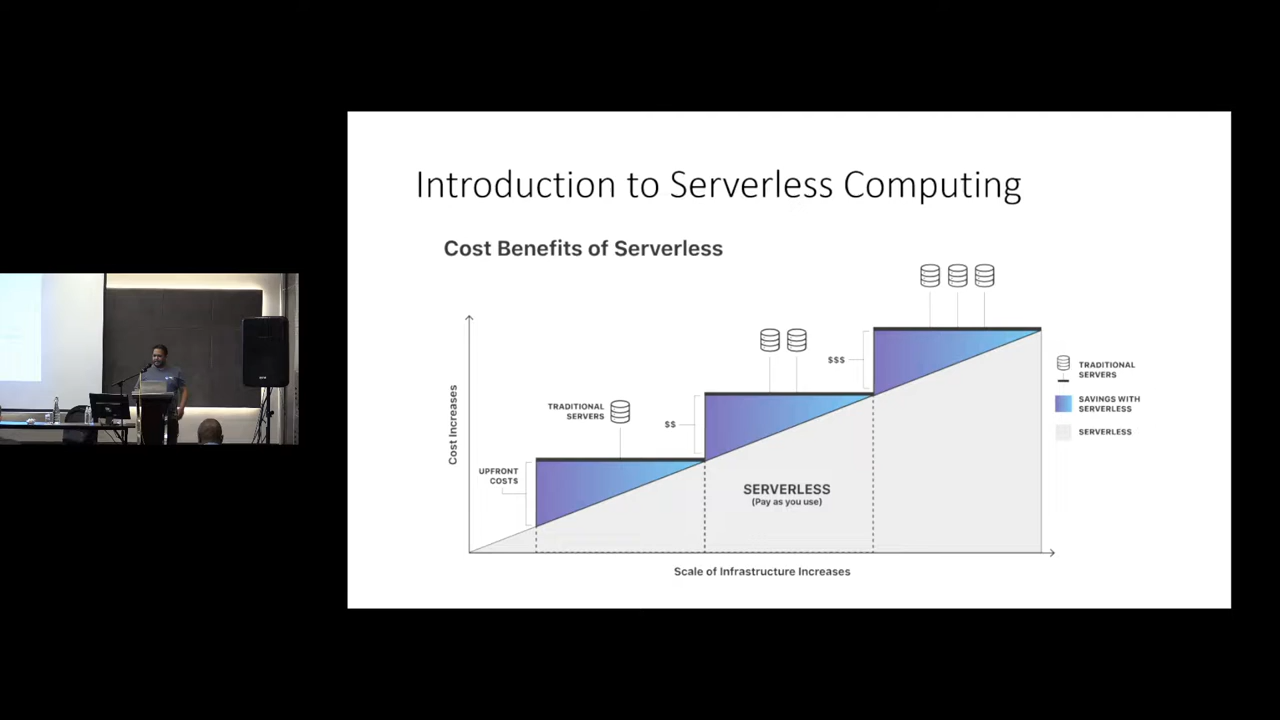 Introduction to Serverless Computing
Cost Benefits of Serverless
Cost Increases
UPFRONT
COSTS
TRADITIONAL
SERVERS
$$
$$$
SERVERLESS
(Pay as you use)
Scale of Infrastructure Increases
TRADITIONAL
SERVERS
SAVINGS WITH
SERVERLESS
SERVERLESS